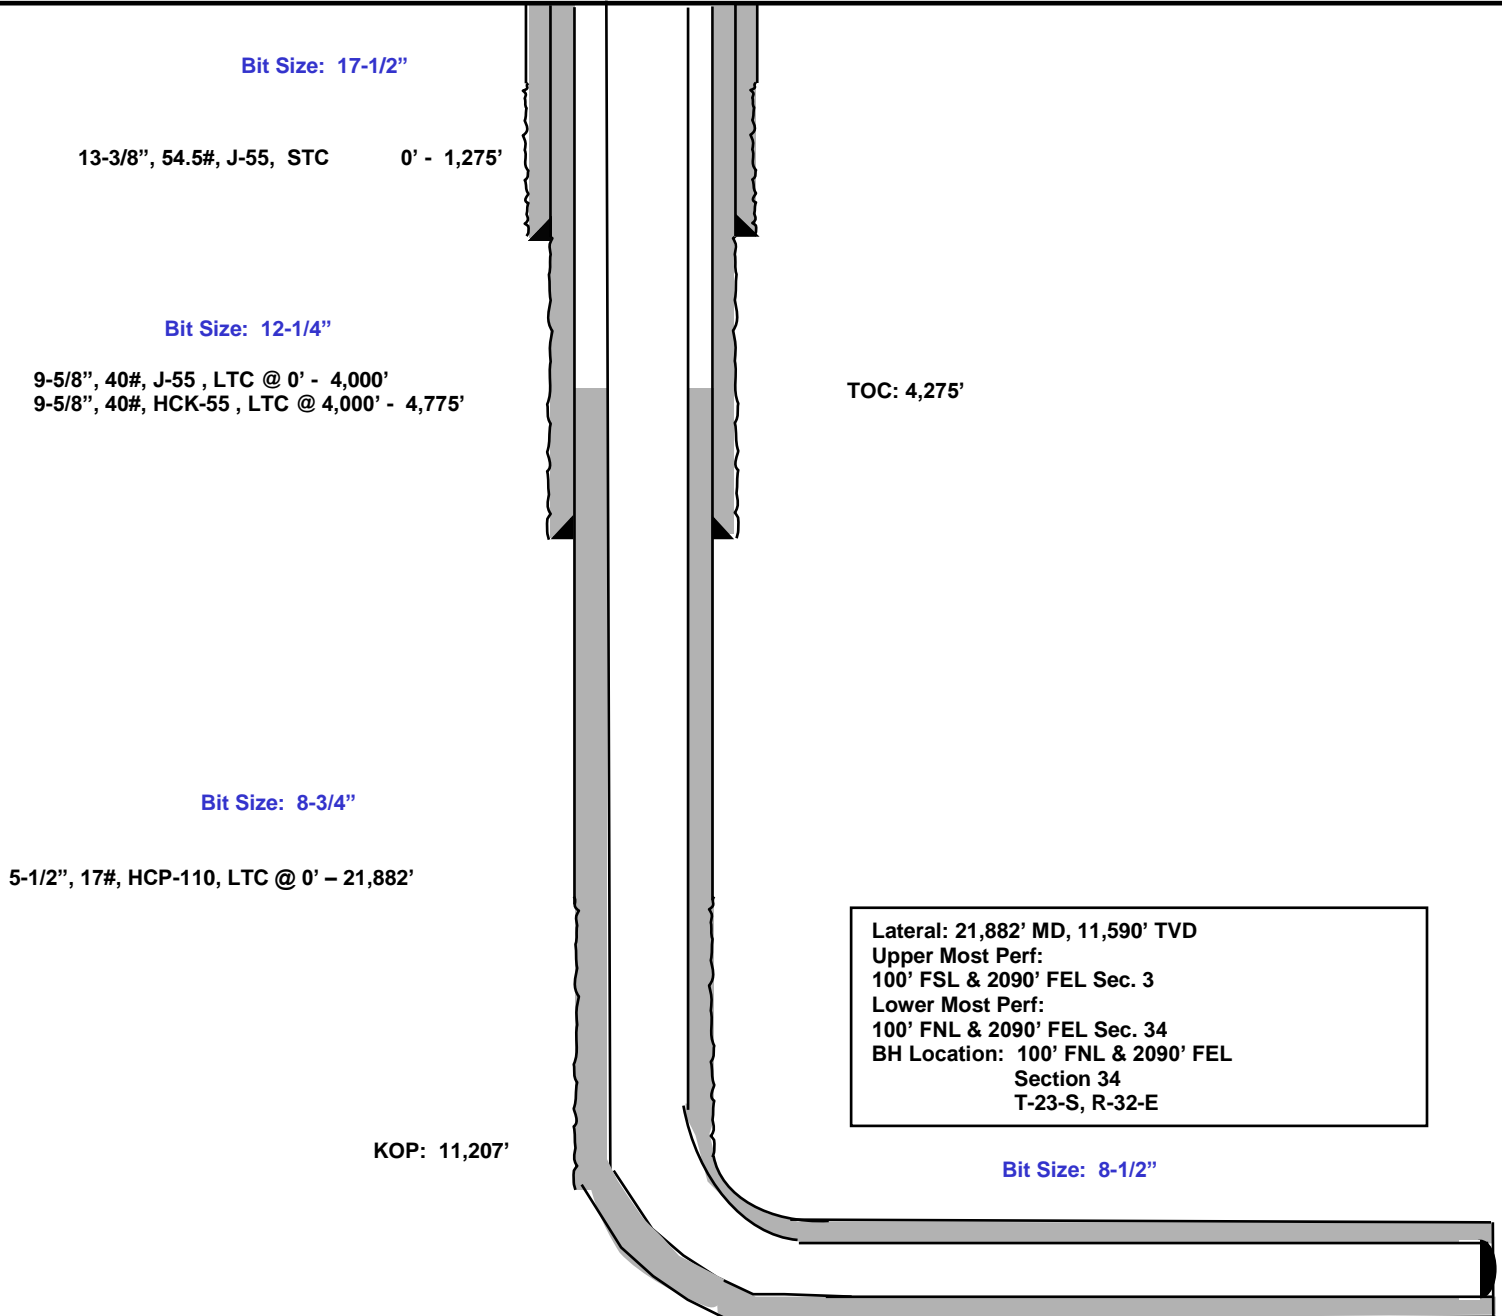 Bit Size: 17-1/2”
13-3/8”, 54.5#, J-55, STC 0’ - 1,275’
Bit Size: 12-1/4”
9-5/8”, 40#, J-55 , LTC @ 0’ - 4,000’
9-5/8”, 40#, HCK-55 , LTC @ 4,000’ - 4,775’
TOC: 4,275’
Bit Size: 8-3/4”
5-1/2”, 17#, HCP-110, LTC @ 0’ – 21,882’
Lateral: 21,882’ MD, 11,590’ TVD
Upper Most Perf:
100’ FSL & 2090’ FEL Sec. 3
Lower Most Perf:
100’ FNL & 2090’ FEL Sec. 34
BH Location: 100’ FNL & 2090’ FEL
Section 34
T-23-S, R-32-E
KOP: 11,207’
Bit Size: 8-1/2”